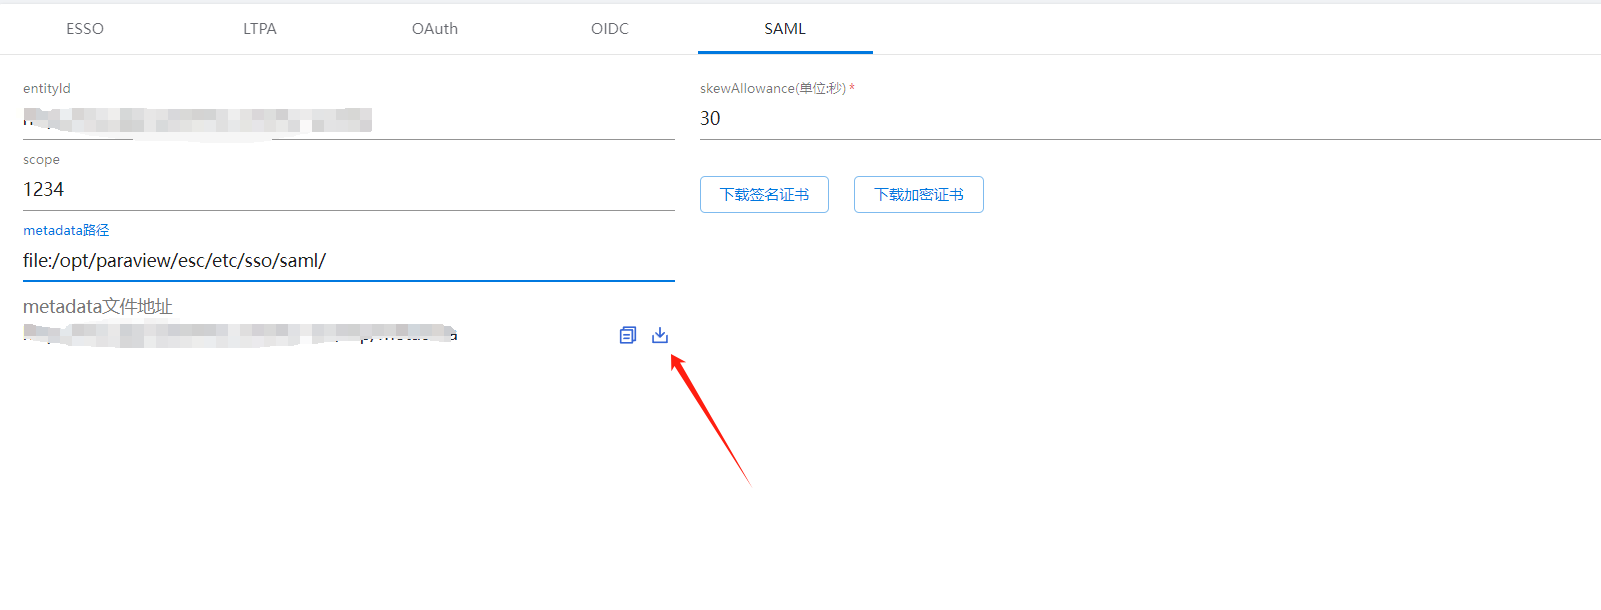 ESSO LTPA OAuth OIDC SAML
entityId
skewAllowance(单位:秒) *
30
scope
1234
下载签名证书 下载加密证书
metadata路径
file:/opt/paraview/esc/etc/sso/saml/
metadata文件地址